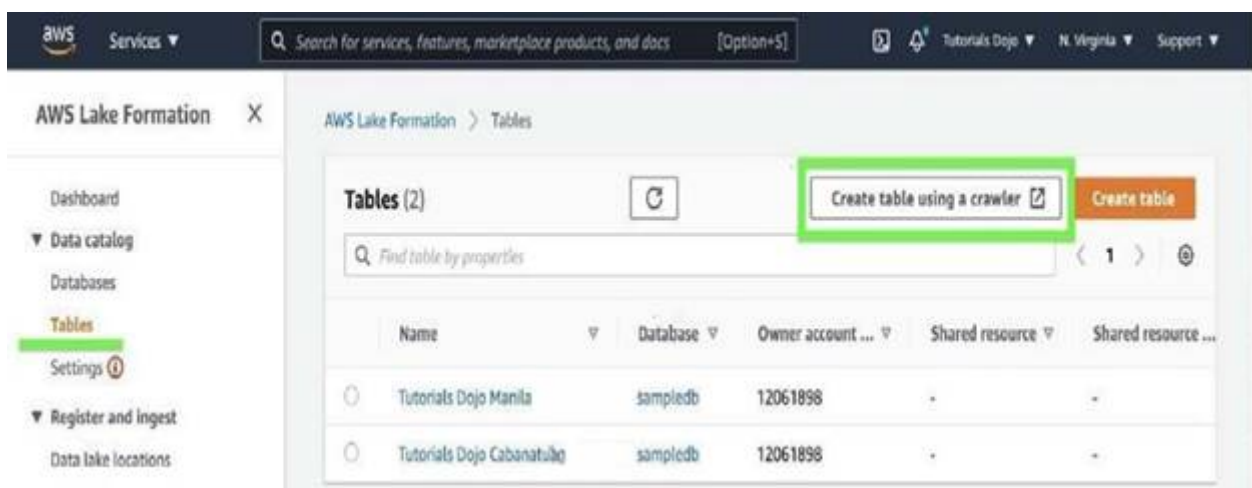 aws Services ▼ Search for services, features, marketplace products, and docs [Option+S] Tutorials Dojo ▼ N. Virginia ▼ Support ▼
AWS Lake Formation X
Dashboard
▼ Data catalog
Databases
Tables
Settings
▼ Register and ingest
Data lake locations
AWS Lake Formation > Tables
Tables (2) Create table using a crawler Create table
Find table by properties < 1 >
Name Database Owner account ... Shared resource Shared resource ...
Tutorials Dojo Manila sampledb 12061898 - -
Tutorials Dojo sampledb 12061898 - -